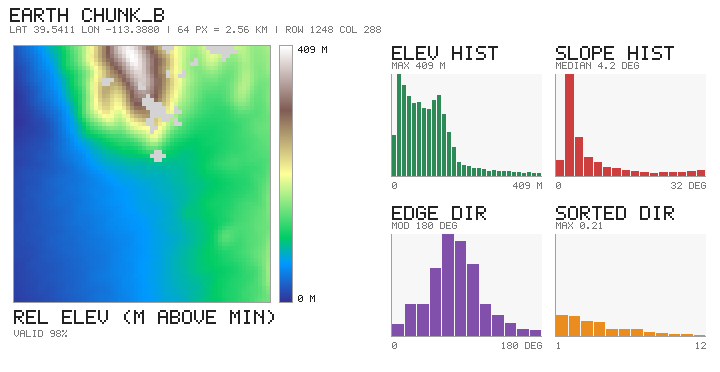 EARTH CHUNK_B
LAT 39.5411 LON -113.3880 | 64 PX = 2.56 KM | ROW 1248 COL 288
409 M
0 M
REL ELEV (M ABOVE MIN)
VALID 98%
ELEV HIST
MAX 409 M
0 409 M
SLOPE HIST
MEDIAN 4.2 DEG
0 32 DEG
EDGE DIR
MOD 180 DEG
0 180 DEG
SORTED DIR
MAX 0.21
1 12